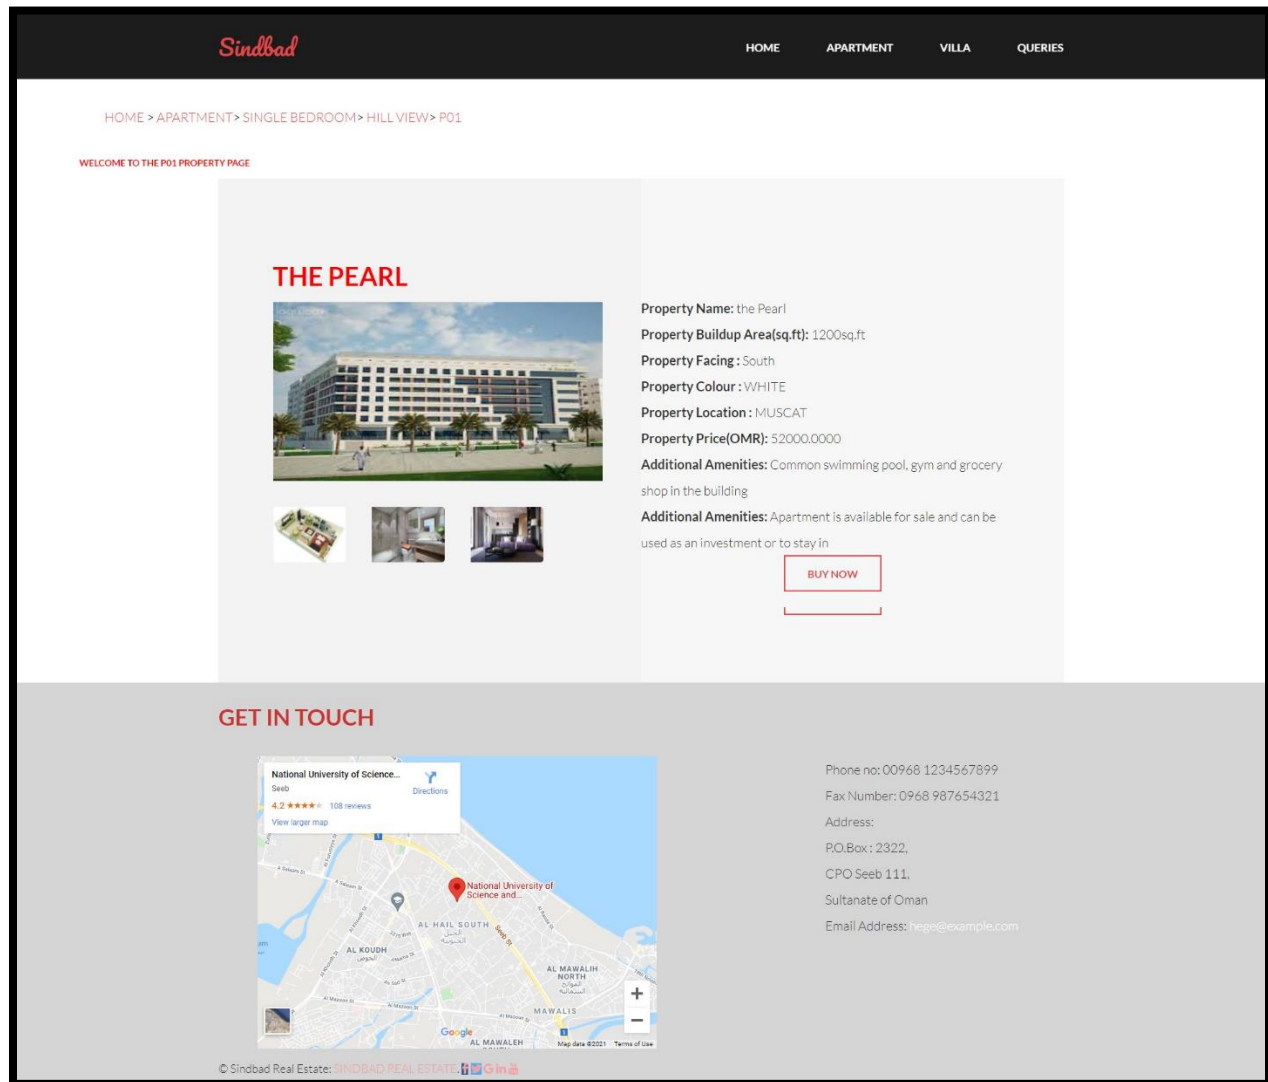 Sindbad
HOME APARTMENT VILLA QUERIES
HOME > APARTMENT> SINGLE BEDROOM> HILL VIEW> P01
WELCOME TO THE P01 PROPERTY PAGE
THE PEARL
Property Name: the Pearl
Property Buildup Area(sq.ft): 1200sq.ft
Property Facing : South
Property Colour : WHITE
Property Location : MUSCAT
Property Price(OMR): 52000.0000
Additional Amenities: Common swimming pool, gym and grocery
shop in the building
Additional Amenities: Apartment is available for sale and can be
used as an investment or to stay in
BUY NOW
GET IN TOUCH
National University of Science...
Seeb
4.2 ★★★★★ 108 reviews
View larger map
Directions
National University of
Science and...
AL HAIL SOUTH
الحيل
الجنوبية
Seeb St
AL KOUDH
الخوض
AL MAWALIH
NORTH
الموالح
الشمالية
MAWALIS
AL MAWALEH
Google
Map data ©2021 Terms of Use
Phone no: 00968 1234567899
Fax Number: 0968 987654321
Address:
P.O.Box : 2322,
CPO Seeb 111,
Sultanate of Oman
Email Address: hege@example.com
© Sindbad Real Estate: SINDBAD REAL ESTATE.